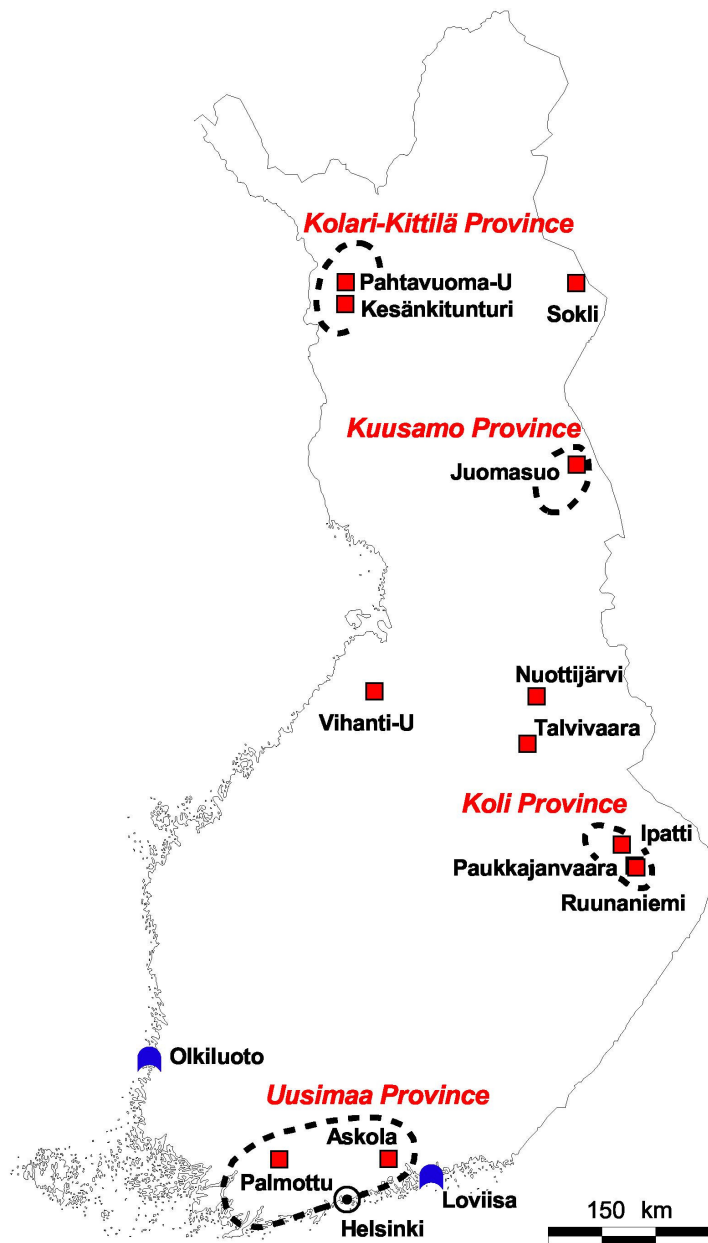 Kolari-Kittilä Province
Pahtavuoma-U
Kesänkitunturi
Sokli
Kuusamo Province
Juomasuo
Nuottijärvi
Vihanti-U
Talvivaara
Koli Province
Ipatti
Paukkajanvaara
Ruunaniemi
Olkiluoto
Uusimaa Province
Askola
Palmottu
Loviisa
Helsinki
150 km